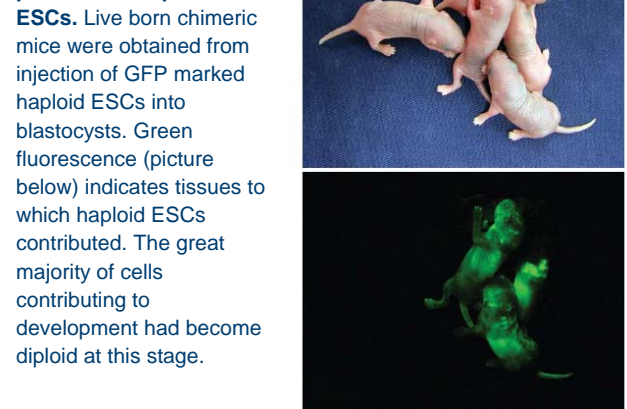 ESCs. Live born chimeric
mice were obtained from
injection of GFP marked
haploid ESCs into
blastocysts. Green
fluorescence (picture
below) indicates tissues to
which haploid ESCs
contributed. The great
majority of cells
contributing to
development had become
diploid at this stage.